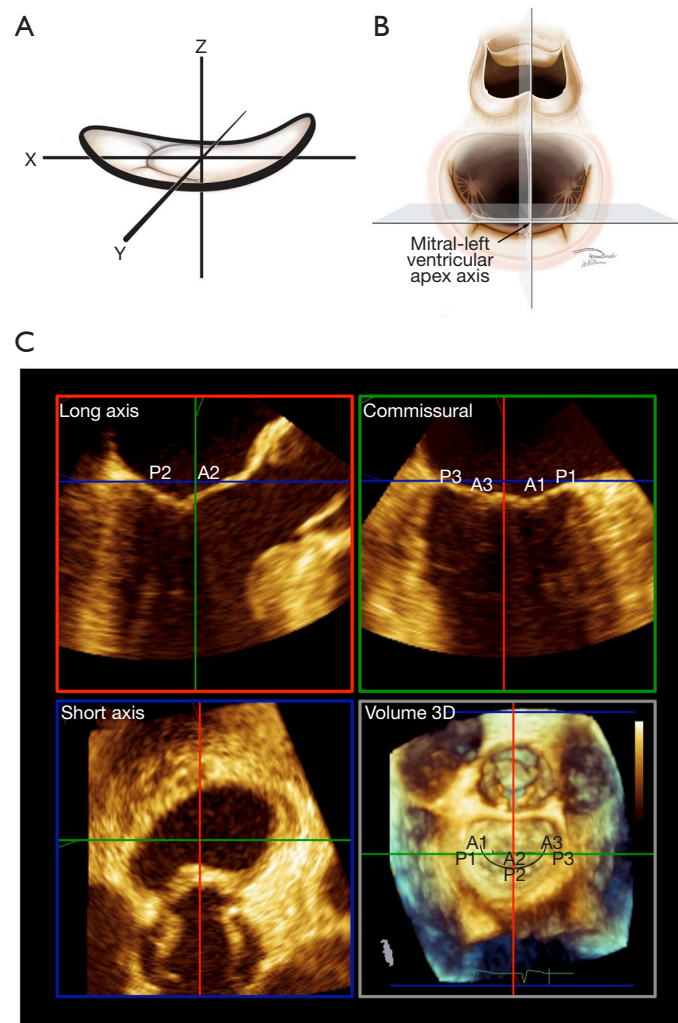 A
Z
X
Y
B
Mitral-left
ventricular
apex axis
C
Long axis
P2
A2
Commissural
P3
A3
A1
P1
Short axis
Volume 3D
A1
A3
P1
A2
P3
P2